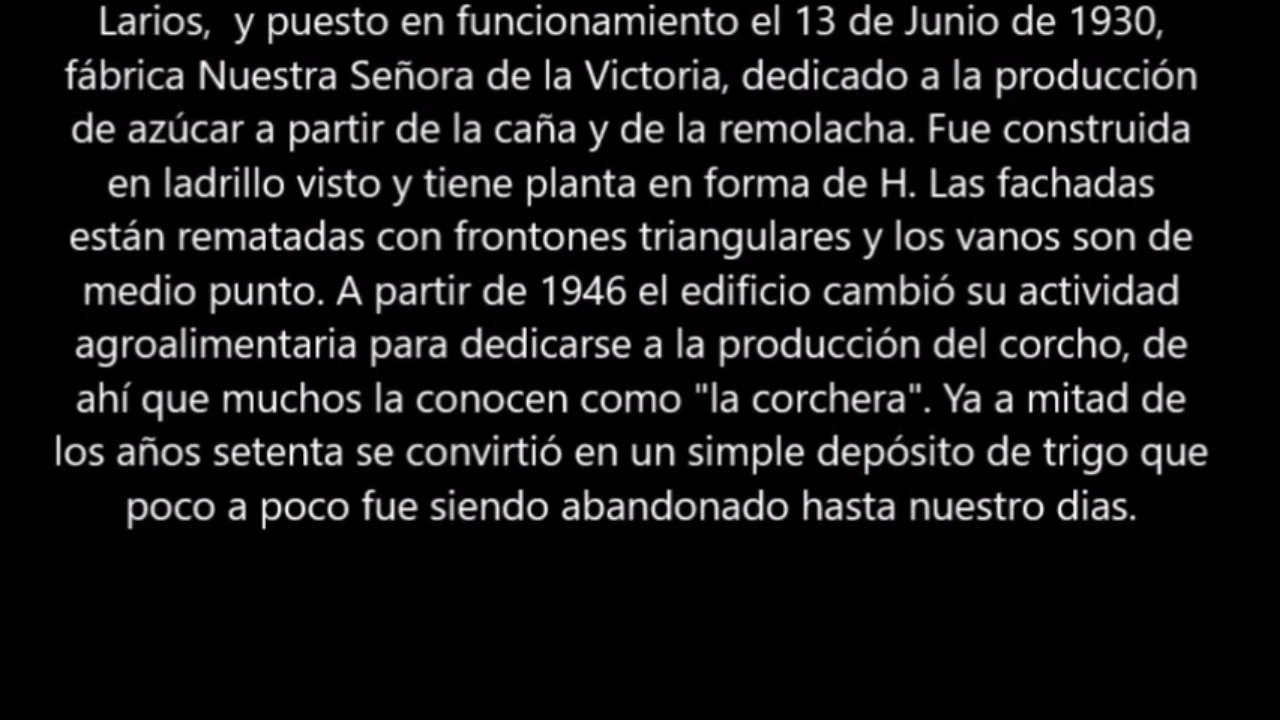 Larios,  y puesto en funcionamiento el 13 de Junio de 1930,
fábrica Nuestra Señora de la Victoria, dedicado a la producción
de azúcar a partir de la caña y de la remolacha. Fue construida
en ladrillo visto y tiene planta en forma de H. Las fachadas
están rematadas con frontones triangulares y los vanos son de
medio punto. A partir de 1946 el edificio cambió su actividad
agroalimentaria para dedicarse a la producción del corcho, de
ahí que muchos la conocen como "la corchera". Ya a mitad de
los años setenta se convirtió en un simple depósito de trigo que
poco a poco fue siendo abandonado hasta nuestro dias.